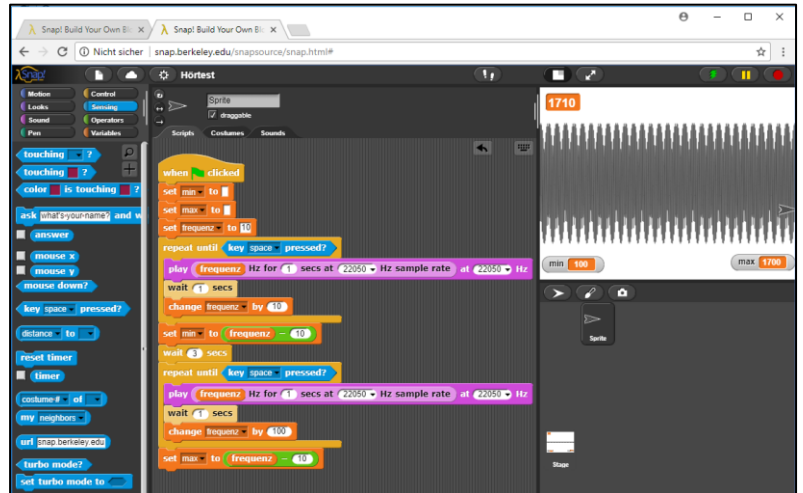 Snap! Build Your Own Blo
Snap! Build Your Own Blo
Nicht sicher snap.berkeley.edu/snapsource/snap.html#
Snap! Hörtest
Motion Control
Looks Sensing
Sound Operators
Pen Variables
Sprite
draggable
Scripts Costumes Sounds
touching ?
touching ?
color is touching ?
ask what's your name? and w
answer
mouse x
mouse y
mouse down?
key space pressed?
distance to
reset timer
timer
costume # of
my neighbors
url snap.berkeley.edu
turbo mode?
set turbo mode to
when clicked
set min to
set max to
set frequenz to 10
repeat until key space pressed?
play frequenz Hz for 1 secs at 22050 Hz sample rate at 22050 Hz
wait 1 secs
change frequenz by 10
set min to frequenz - 10
wait 3 secs
repeat until key space pressed?
play frequenz Hz for 1 secs at 22050 Hz sample rate at 22050 Hz
wait 1 secs
change frequenz by 100
set max to frequenz - 10
1710
min 100
max 1700
Sprite
Stage